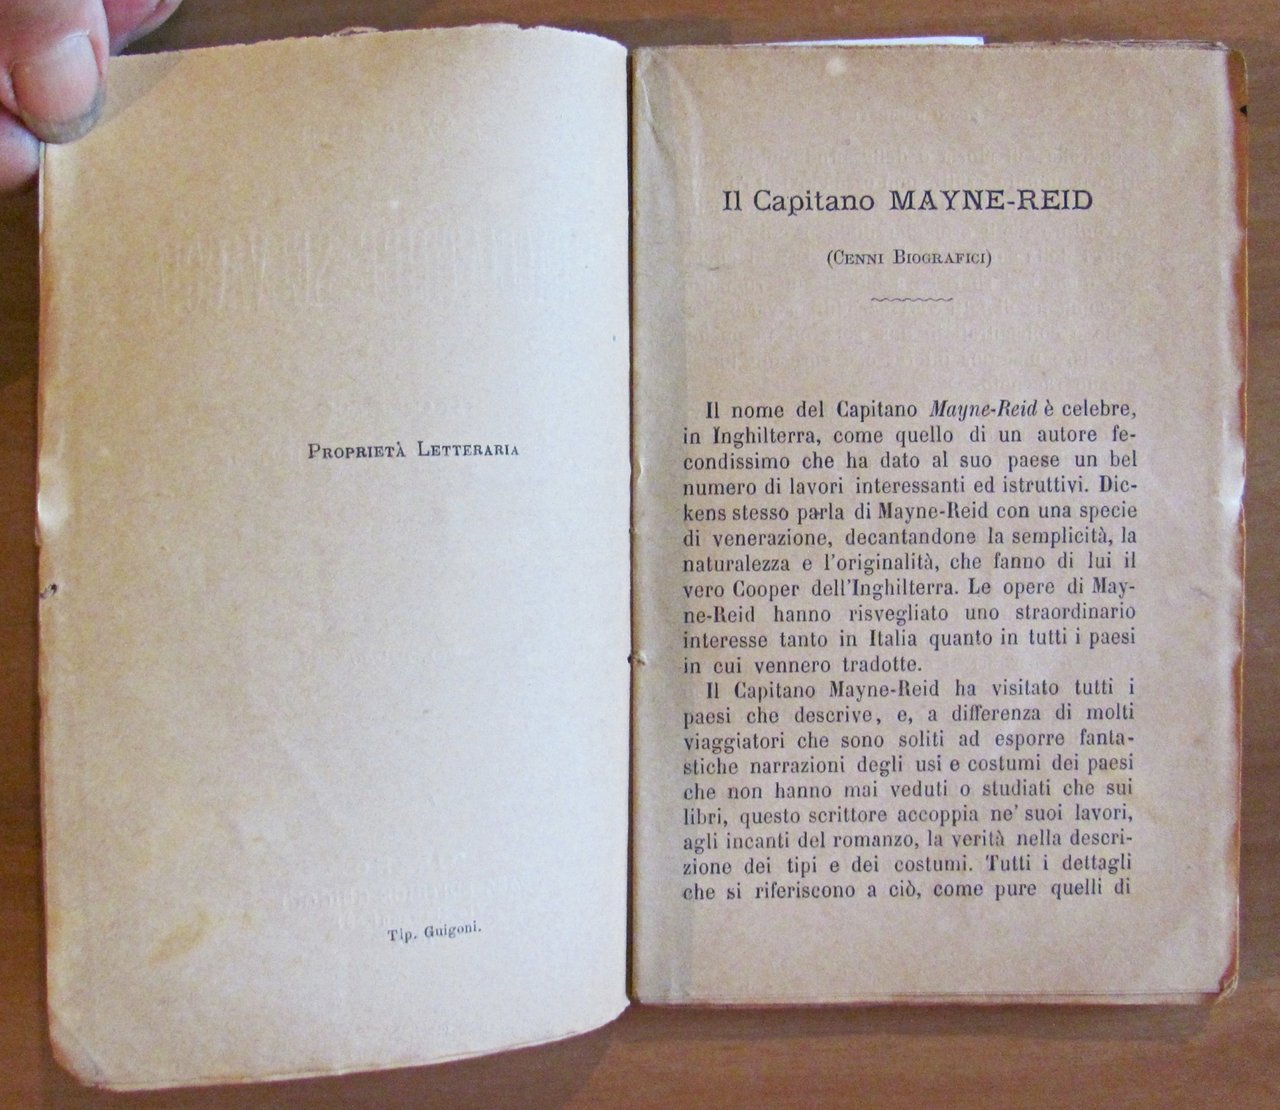 Proprietà Letteraria
Tip. Guigoni.
Il Capitano MAYNE-REID
(Cenni Biografici)
Il nome del Capitano Mayne-Reid è celebre,
in Inghilterra, come quello di un autore fe-
condissimo che ha dato al suo paese un bel
numero di lavori interessanti ed istruttivi. Dic-
kens stesso parla di Mayne-Reid con una specie
di venerazione, decantandone la semplicità, la
naturalezza e l'originalità, che fanno di lui il
vero Cooper dell'Inghilterra. Le opere di May-
ne-Reid hanno risvegliato uno straordinario
interesse tanto in Italia quanto in tutti i paesi
in cui vennero tradotte.
Il Capitano Mayne-Reid ha visitato tutti i
paesi che descrive, e, a differenza di molti
viaggiatori che sono soliti ad esporre fanta-
stiche narrazioni degli usi e costumi dei paesi
che non hanno mai veduti o studiati che sui
libri, questo scrittore accoppia ne' suoi lavori,
agli incanti del romanzo, la verità nella descri-
zione dei tipi e dei costumi. Tutti i dettagli
che si riferiscono a ciò, come pure quelli di